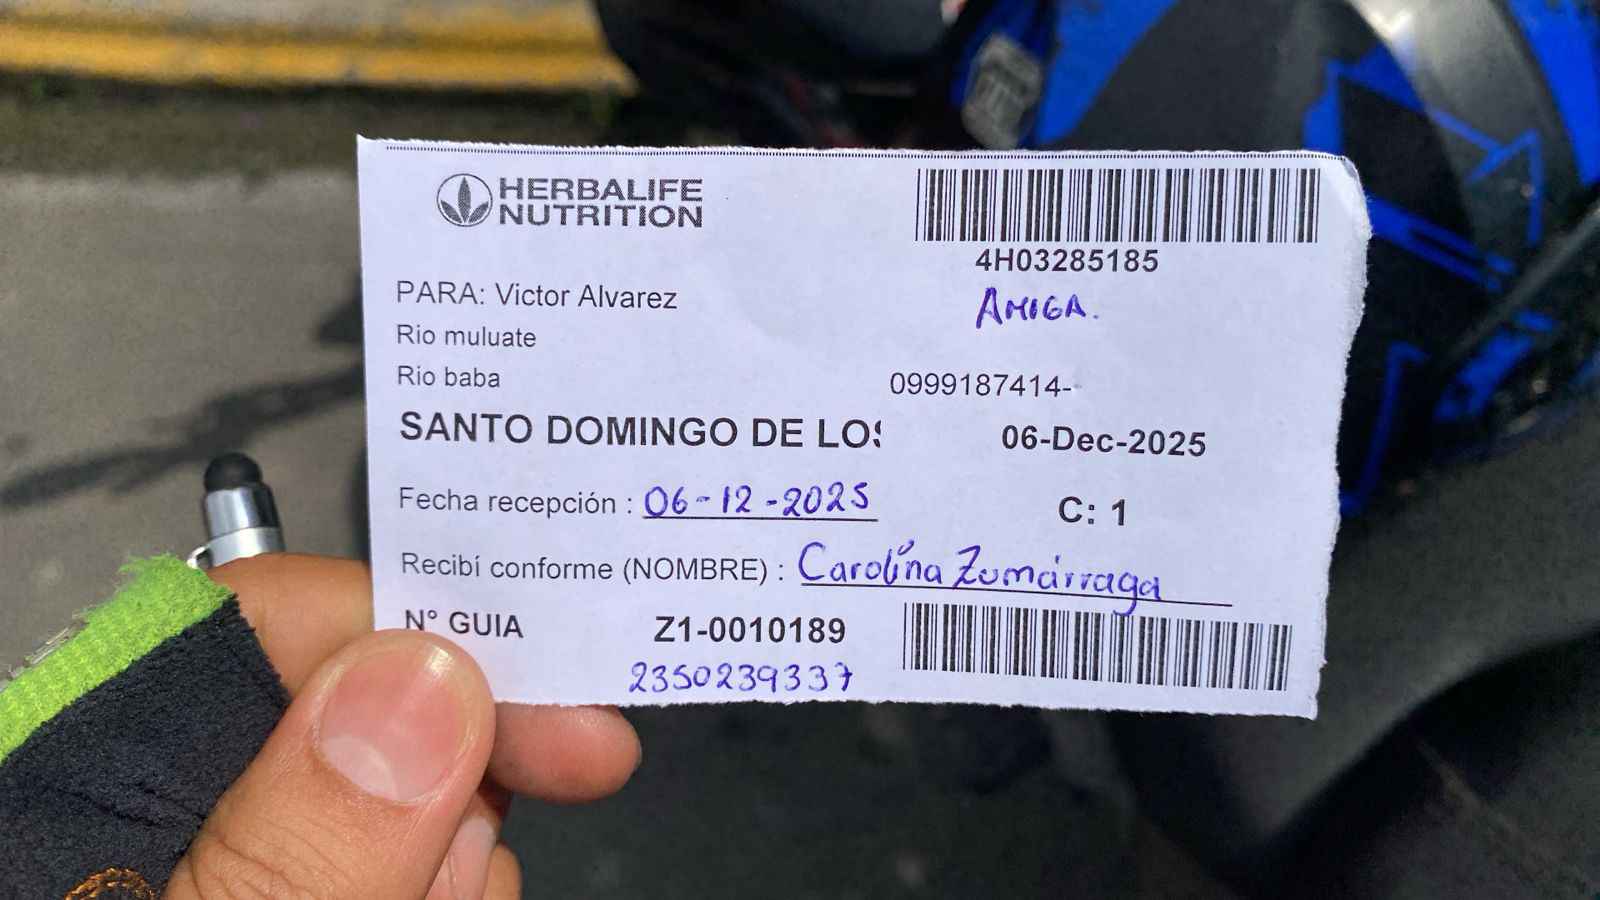 HERBALIFE
NUTRITION
4H03285185
PARA: Victor Alvarez
AMIGA.
Rio muluate
Rio baba
0999187414-
SANTO DOMINGO DE LOS
06-Dec-2025
Fecha recepción : 06-12-2025
C: 1
Recibí conforme (NOMBRE) : Carolina Zumárraga
N° GUIA Z1-0010189
2350239337